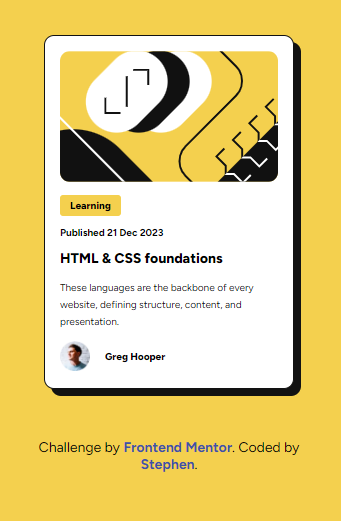 Learning
Published 21 Dec 2023
HTML & CSS foundations
These languages are the backbone of every
website, defining structure, content, and
presentation.
Greg Hooper
Challenge by Frontend Mentor. Coded by
Stephen.